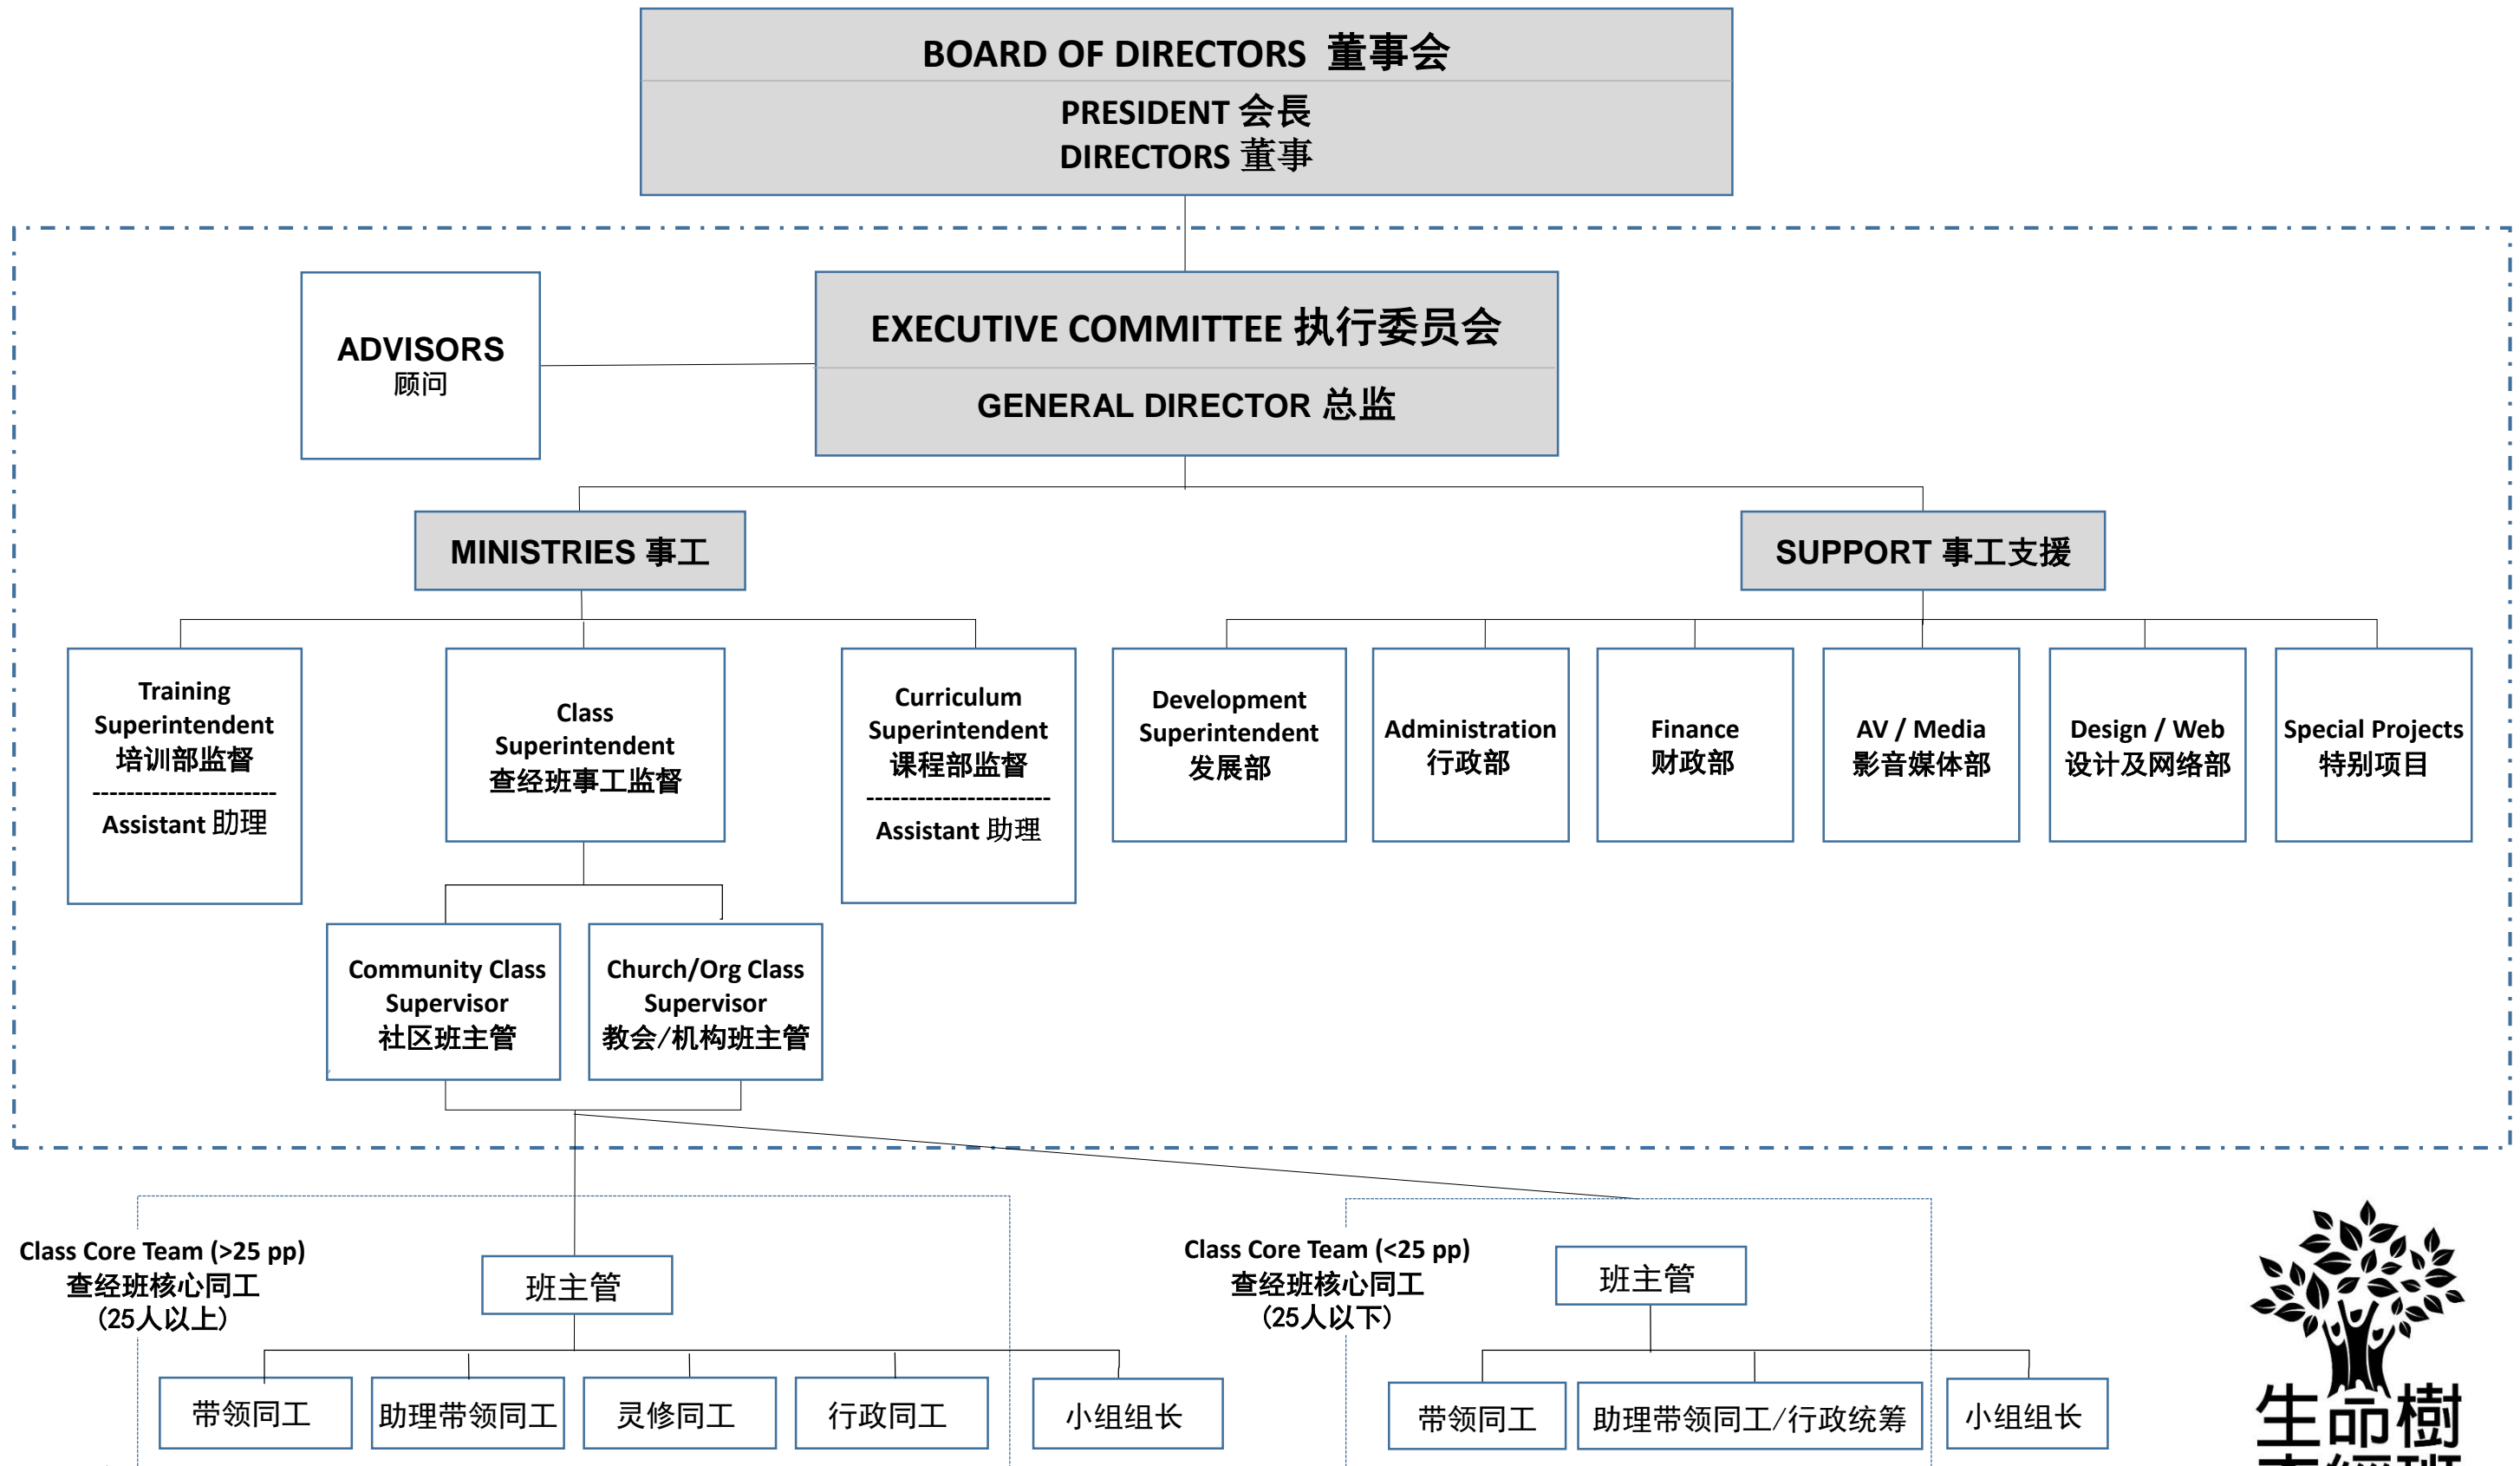 BOARD OF DIRECTORS 董事会
PRESIDENT 会長
DIRECTORS 董事
ADVISORS
顾问
EXECUTIVE COMMITTEE 执行委员会
GENERAL DIRECTOR 总监
MINISTRIES 事工
SUPPORT 事工支援
Training
Superintendent
培训部监督
----------------------
Assistant 助理
Class
Superintendent
查经班事工监督
Curriculum
Superintendent
课程部监督
----------------------
Assistant 助理
Development
Superintendent
发展部
Administration
行政部
Finance
财政部
AV / Media
影音媒体部
Design / Web
设计及网络部
Special Projects
特别项目
Community Class
Supervisor
社区班主管
Church/Org Class
Supervisor
教会/机构班主管
Class Core Team (>25 pp)
查经班核心同工
(25人以上)
班主管
带领同工
助理带领同工
灵修同工
行政同工
小组组长
Class Core Team (<25 pp)
查经班核心同工
(25人以下)
班主管
带领同工
助理带领同工/行政统筹
小组组长
生命樹